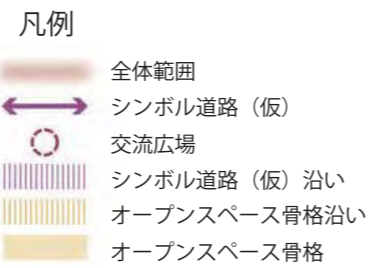 凡例
全体範囲
シンボル道路（仮）
交流広場
シンボル道路（仮）沿い
オープンスペース骨格沿い
オープンスペース骨格